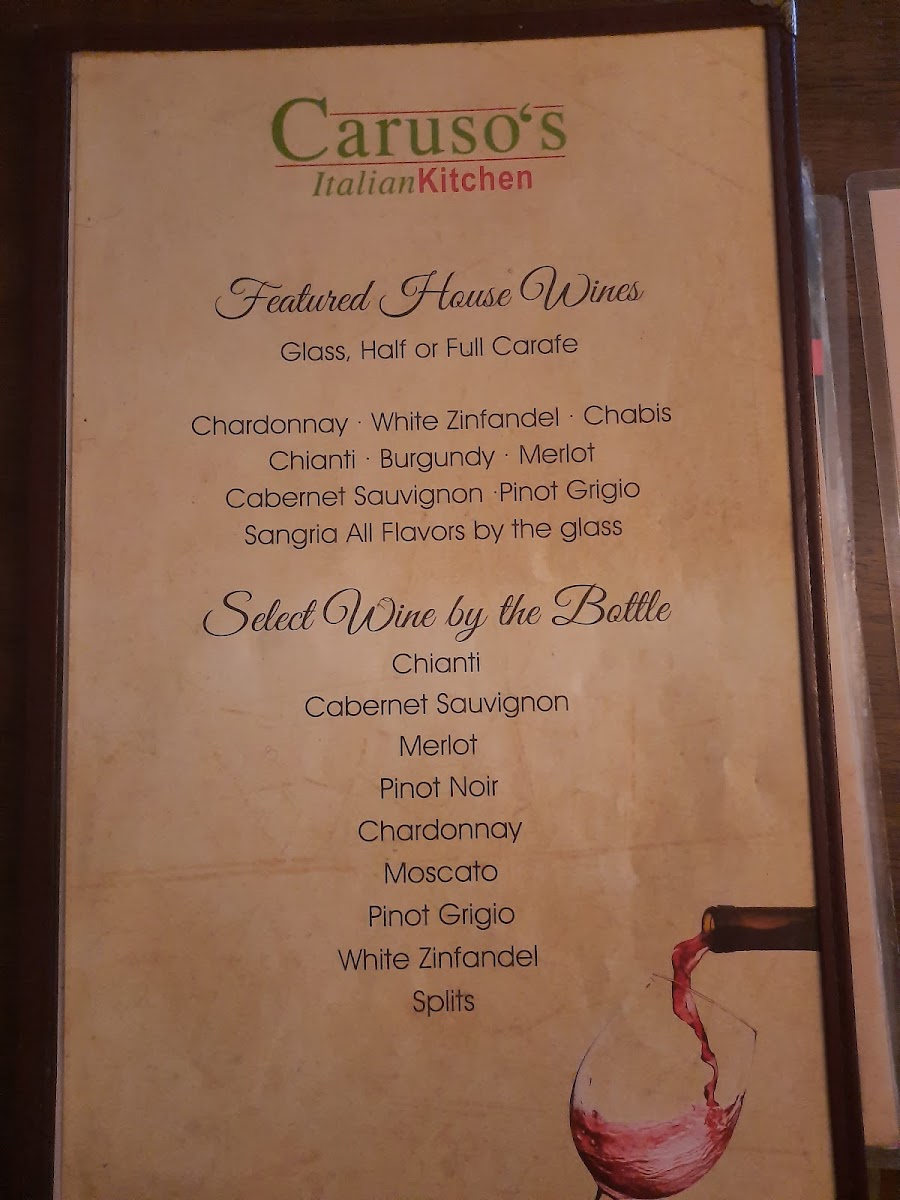 Caruso‘s
ItalianKitchen
Featured House Wines
Glass, Half or Full Carafe
Chardonnay · White Zinfandel · Chabis
Chianti · Burgundy · Merlot
Cabernet Sauvignon ·Pinot Grigio
Sangria All Flavors by the glass
Select Wine by the Bottle
Chianti
Cabernet Sauvignon
Merlot
Pinot Noir
Chardonnay
Moscato
Pinot Grigio
White Zinfandel
Splits